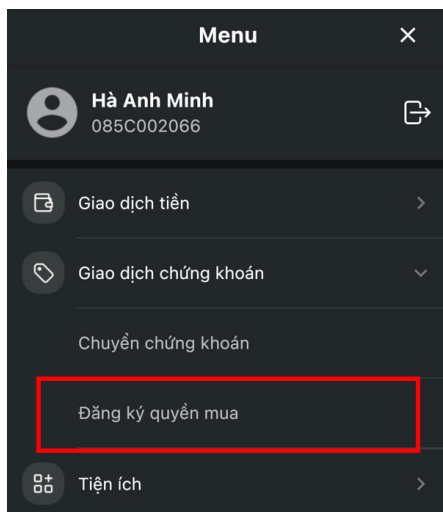 Menu
Hà Anh Minh
085C002066
Giao dịch tiền
Giao dịch chứng khoán
Chuyển chứng khoán
Đăng ký quyền mua
Tiện ích